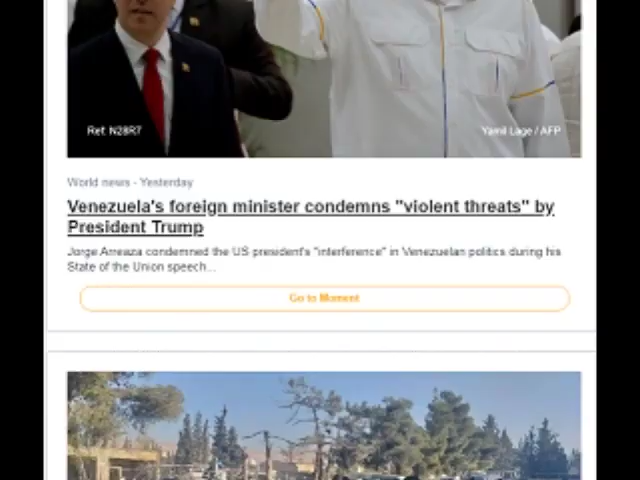 Ref: N28R7
Yamil Lage / AFP
World news - Yesterday
Venezuela's foreign minister condemns "violent threats" by
President Trump
Jorge Arreaza condemned the US president's "interference" in Venezuelan politics during his
State of the Union speech...
Go to Moment